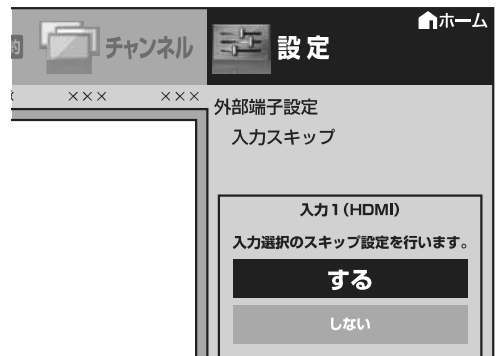 ホーム
約
チャンネル
設定
××× ×××
外部端子設定
入力スキップ
入力1(HDMI)
入力選択のスキップ設定を行います。
する
しない